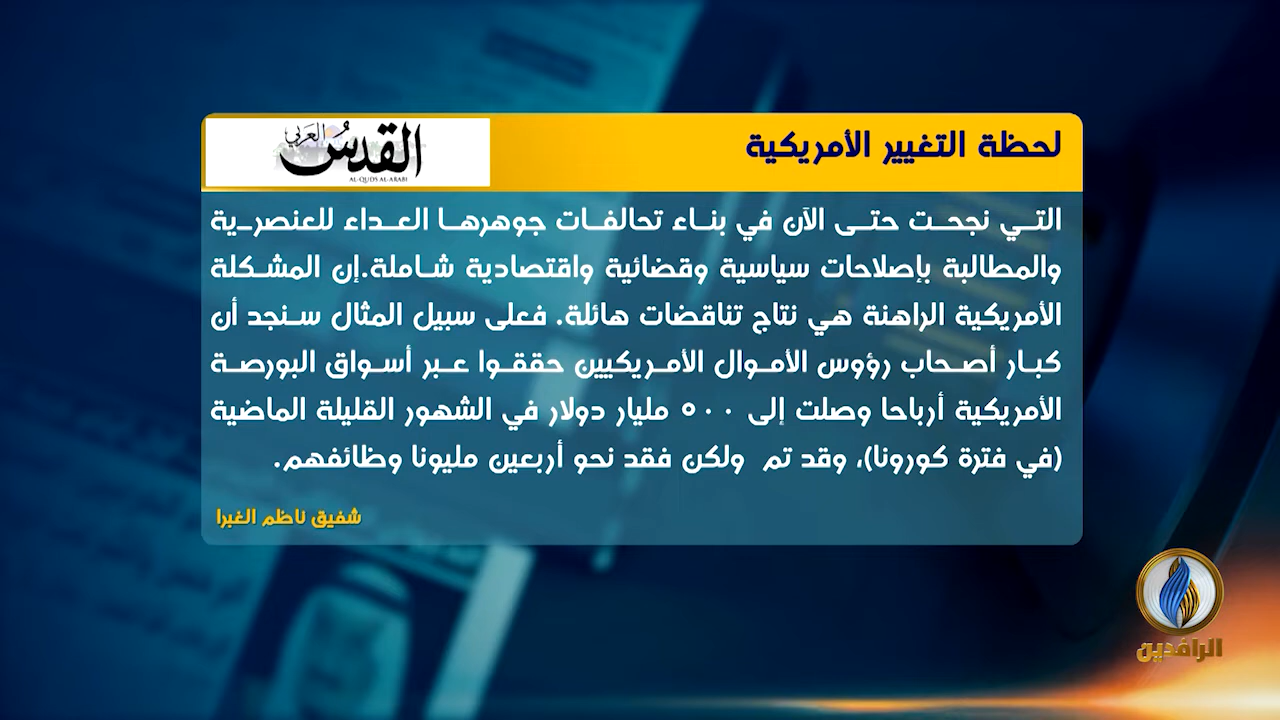 لحظة التغيير الأمريكية
القدس العربي
AL-QUDS AL-ARABI
التي نجحت حتى الآن في بناء تحالفات جوهرها العداء للعنصرية
والمطالبة بإصلاحات سياسية وقضائية واقتصادية شاملة.إن المشكلة
الأمريكية الراهنة هي نتاج تناقضات هائلة. فعلى سبيل المثال سنجد أن
كبار أصحاب رؤوس الأموال الأمريكيين حققوا عبر أسواق البورصة
الأمريكية أرباحا وصلت إلى ٥٠٠ مليار دولار في الشهور القليلة الماضية
(في فترة كورونا)، وقد تم ولكن فقد نحو أربعين مليونا وظائفهم.
شفيق ناظم الغبرا
الرافدين